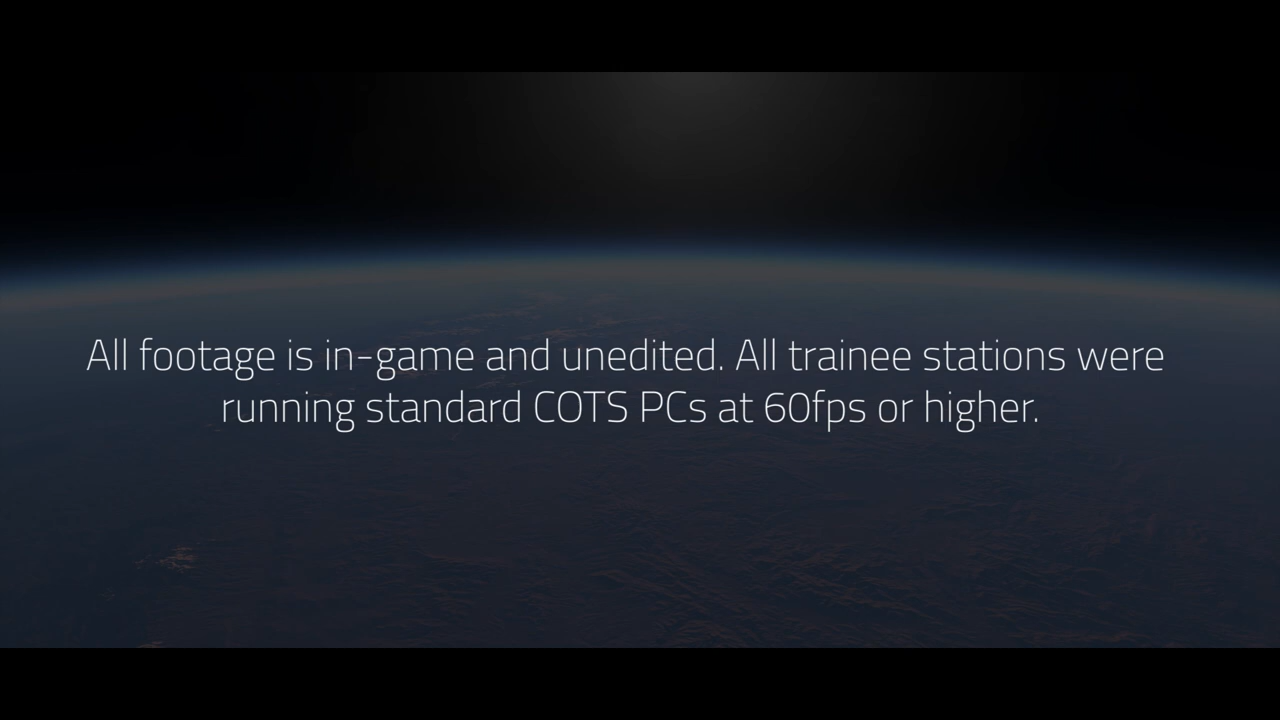 All footage is in-game and unedited. All trainee stations were
running standard COTS PCs at 60fps or higher.